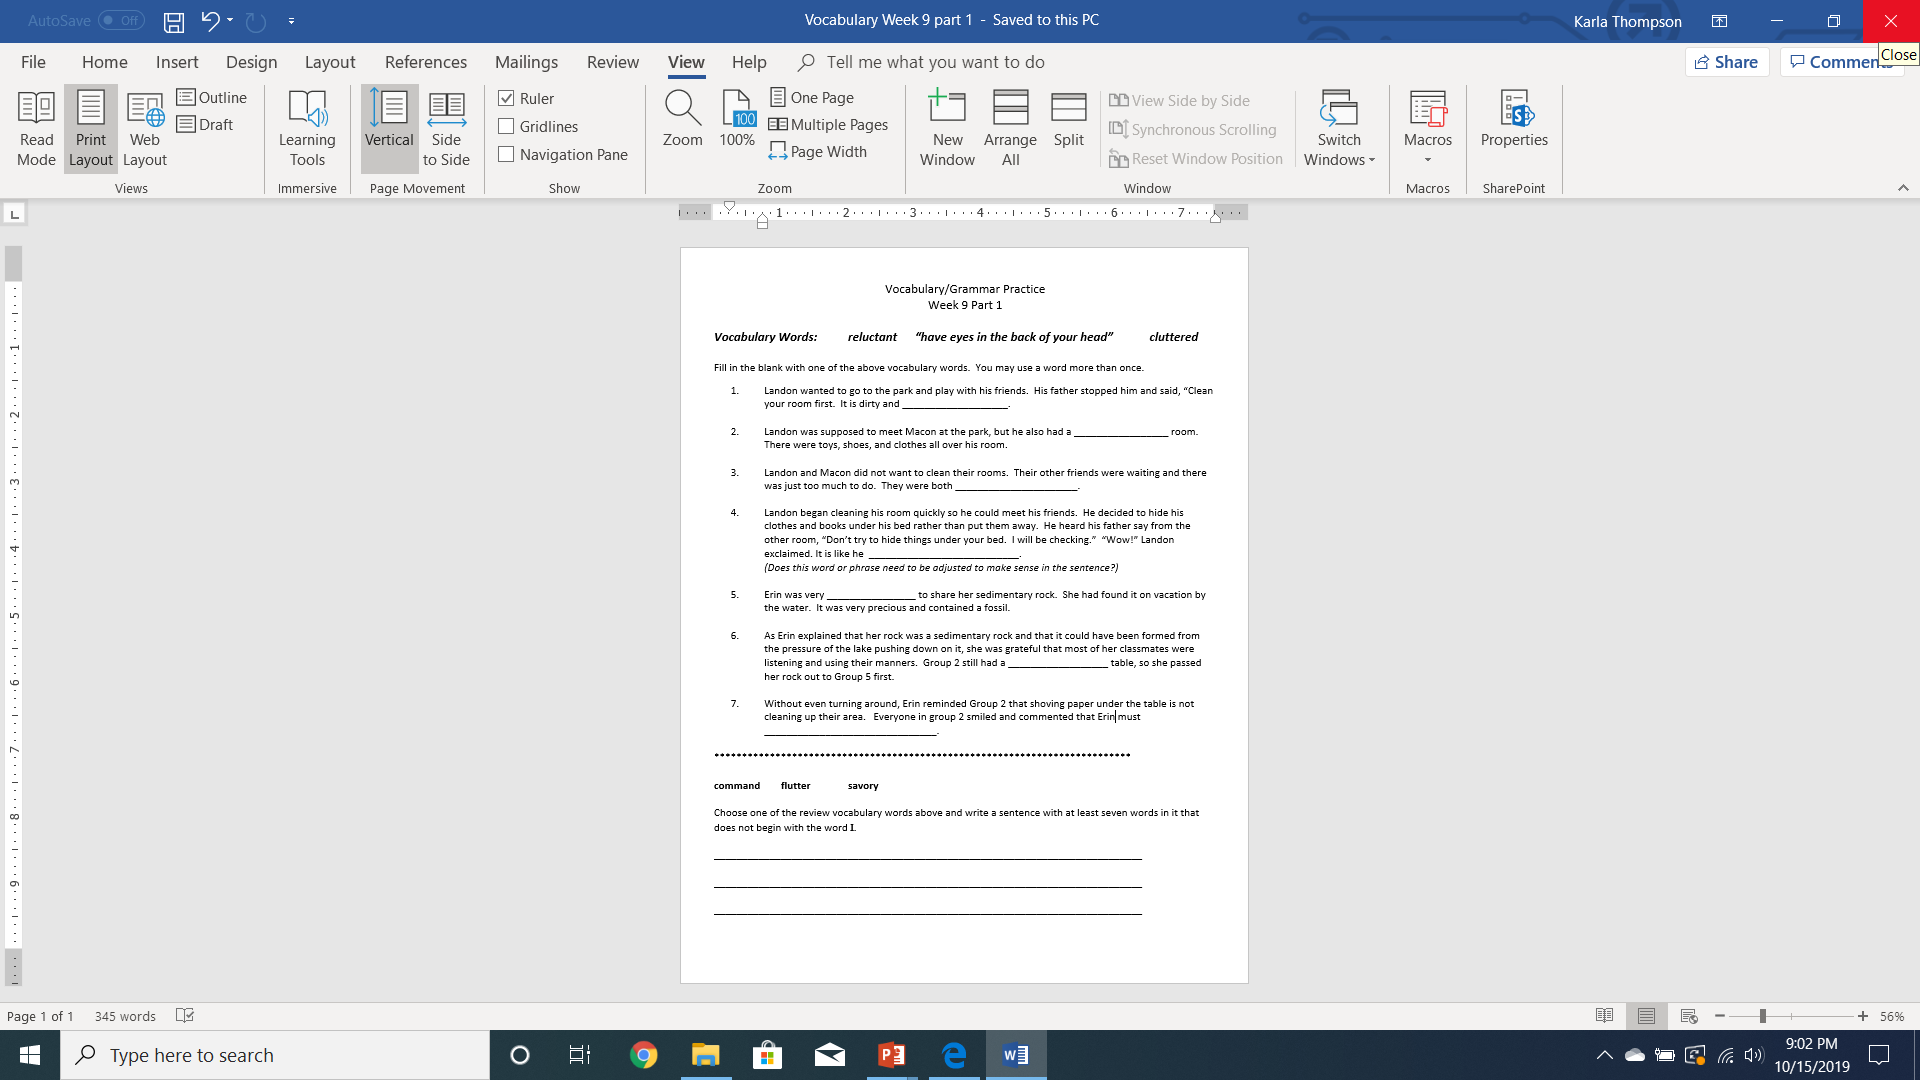 AutoSave Off
Vocabulary Week 9 part 1 - Saved to this PC
Karla Thompson
File Home Insert Design Layout References Mailings Review View Help Tell me what you want to do
Share Comments
Close
Read Mode
Print Layout
Web Layout
Outline
Draft
Views
Learning Tools
Immersive
Vertical
Side to Side
Page Movement
Ruler
Gridlines
Navigation Pane
Show
Zoom
100
100%
One Page
Multiple Pages
Page Width
Zoom
New Window
Arrange All
Split
View Side by Side
Synchronous Scrolling
Reset Window Position
Switch Windows
Window
Macros
Macros
Properties
SharePoint
L
1 2 3 4 5 6 7
1
2
3
4
5
6
7
8
9
Vocabulary/Grammar Practice
Week 9 Part 1
Vocabulary Words: reluctant “have eyes in the back of your head” cluttered
Fill in the blank with one of the above vocabulary words. You may use a word more than once.
1. Landon wanted to go to the park and play with his friends. His father stopped him and said, “Clean
your room first. It is dirty and ___________________.
2. Landon was supposed to meet Macon at the park, but he also had a _________________ room.
There were toys, shoes, and clothes all over his room.
3. Landon and Macon did not want to clean their rooms. Their other friends were waiting and there
was just too much to do. They were both ______________________.
4. Landon began cleaning his room quickly so he could meet his friends. He decided to hide his
clothes and books under his bed rather than put them away. He heard his father say from the
other room, “Don’t try to hide things under your bed. I will be checking.” “Wow!” Landon
exclaimed. It is like he ___________________________.
(Does this word or phrase need to be adjusted to make sense in the sentence?)
5. Erin was very ________________ to share her sedimentary rock. She had found it on vacation by
the water. It was very precious and contained a fossil.
6. As Erin explained that her rock was a sedimentary rock and that it could have been formed from
the pressure of the lake pushing down on it, she was grateful that most of her classmates were
listening and using their manners. Group 2 still had a __________________ table, so she passed
her rock out to Group 5 first.
7. Without even turning around, Erin reminded Group 2 that shoving paper under the table is not
cleaning up their area. Everyone in group 2 smiled and commented that Erin must
_______________________________.
***************************************************************************
command flutter savory
Choose one of the review vocabulary words above and write a sentence with at least seven words in it that
does not begin with the word I.
Page 1 of 1 345 words
56%
Type here to search
9:02 PM
10/15/2019